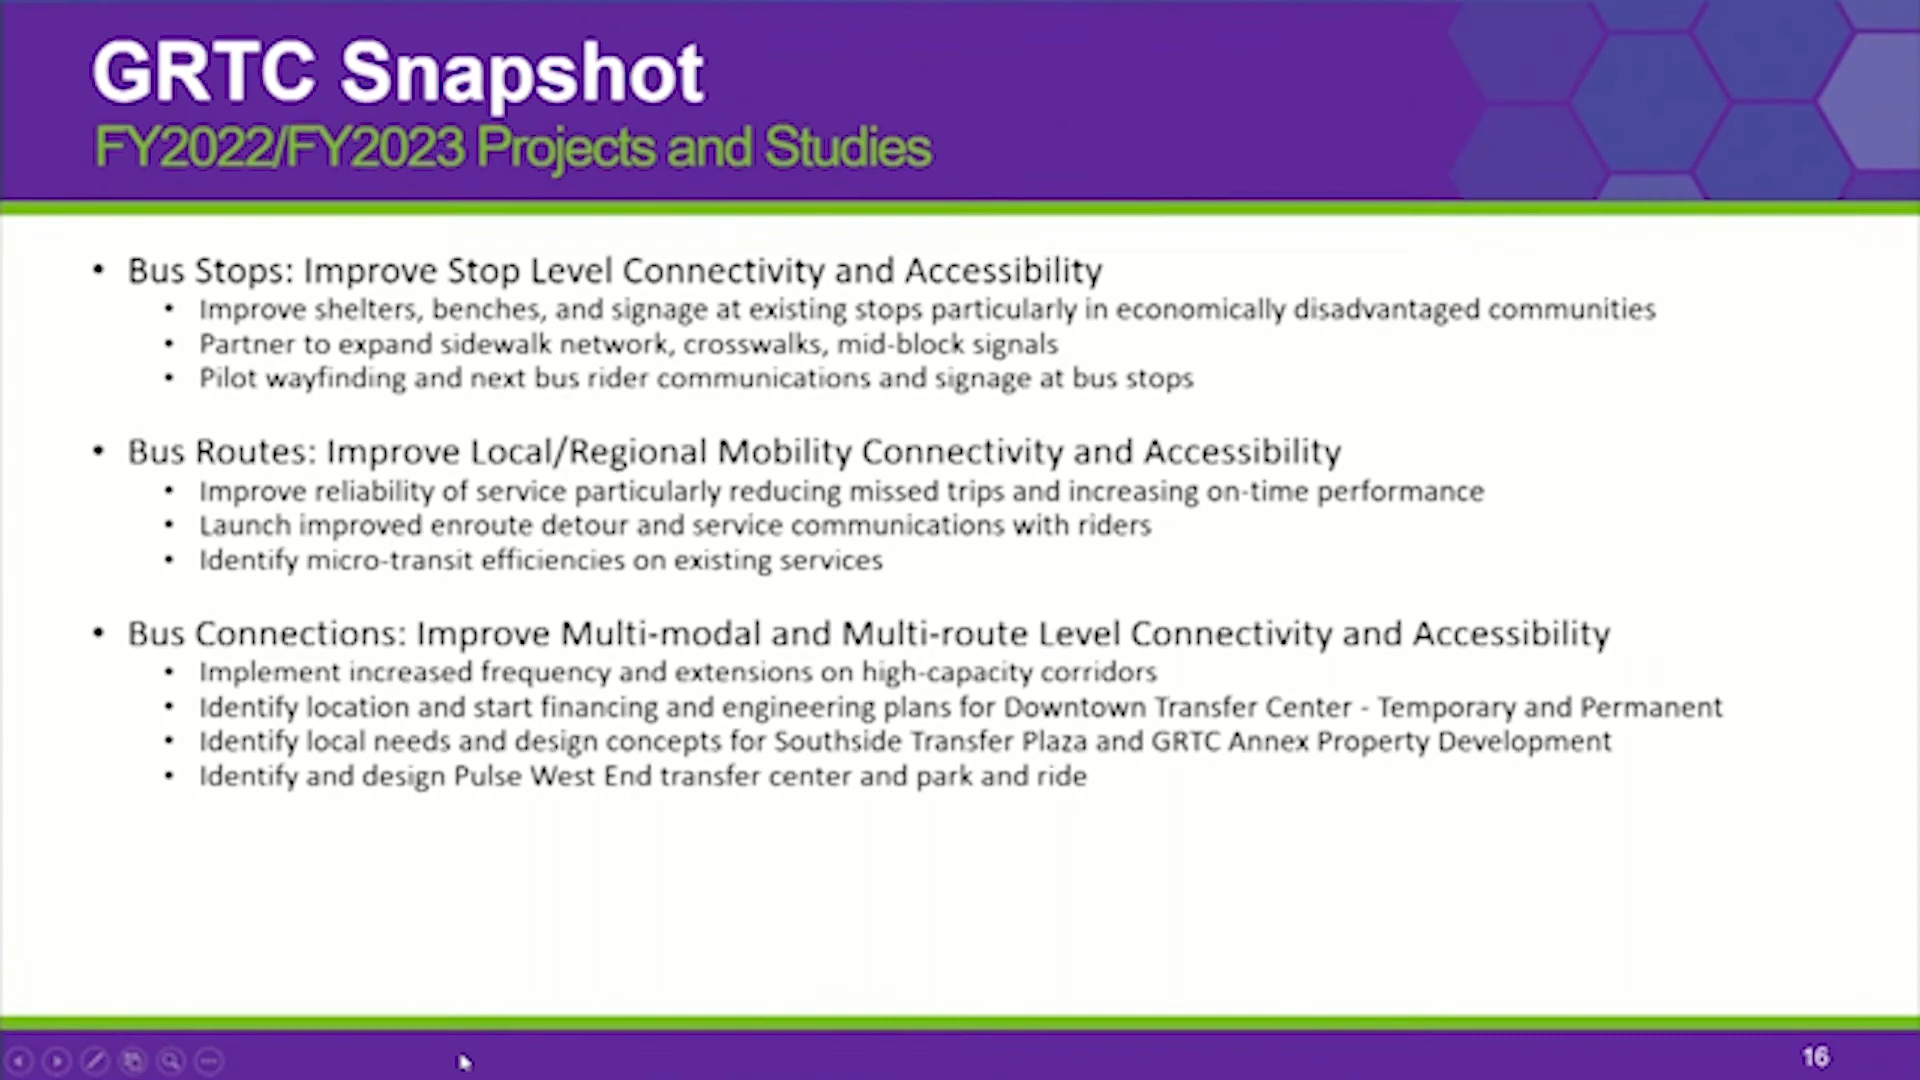 GRTC Snapshot
FY2022/FY2023 Projects and Studies
• Bus Stops: Improve Stop Level Connectivity and Accessibility
• Improve shelters, benches, and signage at existing stops particularly in economically disadvantaged communities
• Partner to expand sidewalk network, crosswalks, mid-block signals
• Pilot wayfinding and next bus rider communications and signage at bus stops
• Bus Routes: Improve Local/Regional Mobility Connectivity and Accessibility
• Improve reliability of service particularly reducing missed trips and increasing on-time performance
• Launch improved enroute detour and service communications with riders
• Identify micro-transit efficiencies on existing services
• Bus Connections: Improve Multi-modal and Multi-route Level Connectivity and Accessibility
• Implement increased frequency and extensions on high-capacity corridors
• Identify location and start financing and engineering plans for Downtown Transfer Center - Temporary and Permanent
• Identify local needs and design concepts for Southside Transfer Plaza and GRTC Annex Property Development
• Identify and design Pulse West End transfer center and park and ride
16